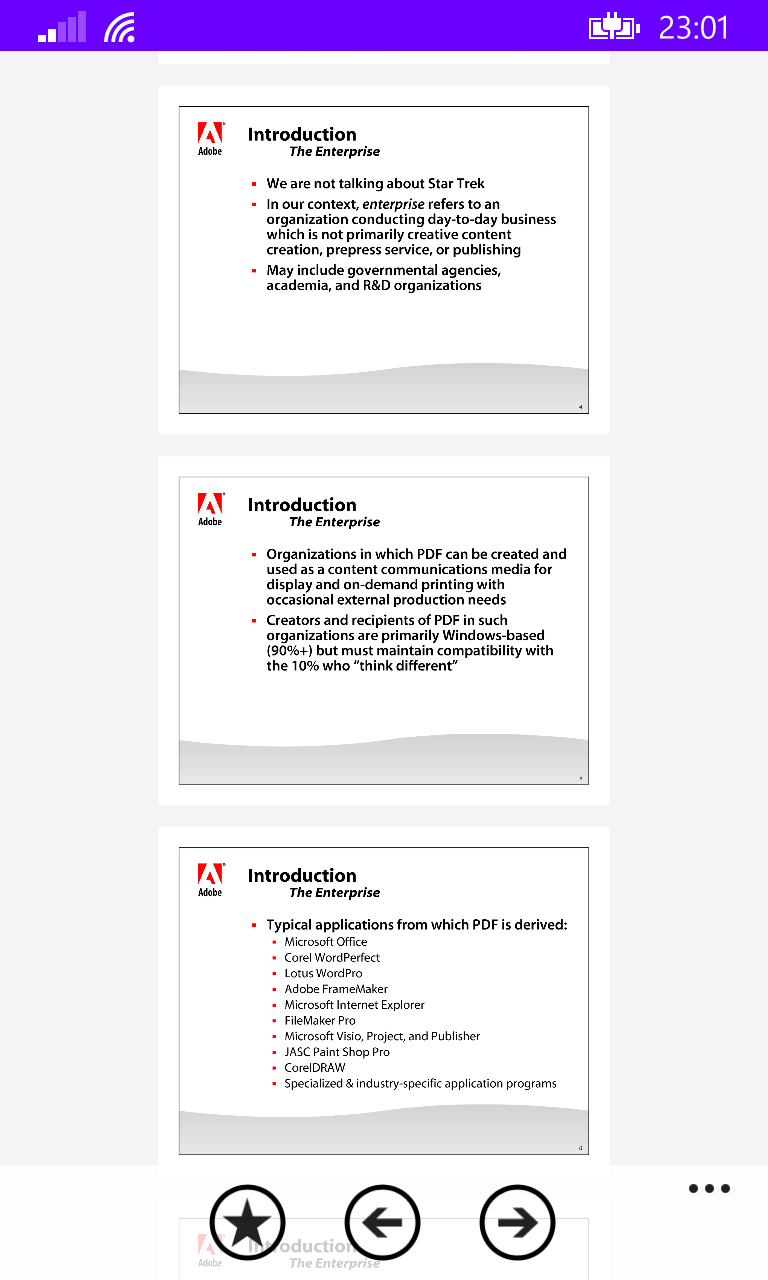 23:01
Adobe
Introduction
The Enterprise
We are not talking about Star Trek
In our context, enterprise refers to an
organization conducting day-to-day business
which is not primarily creative content
creation, prepress service, or publishing
May include governmental agencies,
academia, and R&D organizations
4
Adobe
Introduction
The Enterprise
Organizations in which PDF can be created and
used as a content communications media for
display and on-demand printing with
occasional external production needs
Creators and recipients of PDF in such
organizations are primarily Windows-based
(90%+) but must maintain compatibility with
the 10% who “think different”
Adobe
Introduction
The Enterprise
Typical applications from which PDF is derived:
Microsoft Office
Corel WordPerfect
Lotus WordPro
Adobe FrameMaker
Microsoft Internet Explorer
FileMaker Pro
Microsoft Visio, Project, and Publisher
JASC Paint Shop Pro
CorelDRAW
Specialized & industry-specific application programs
6
Adobe
Introduction
The Enterprise